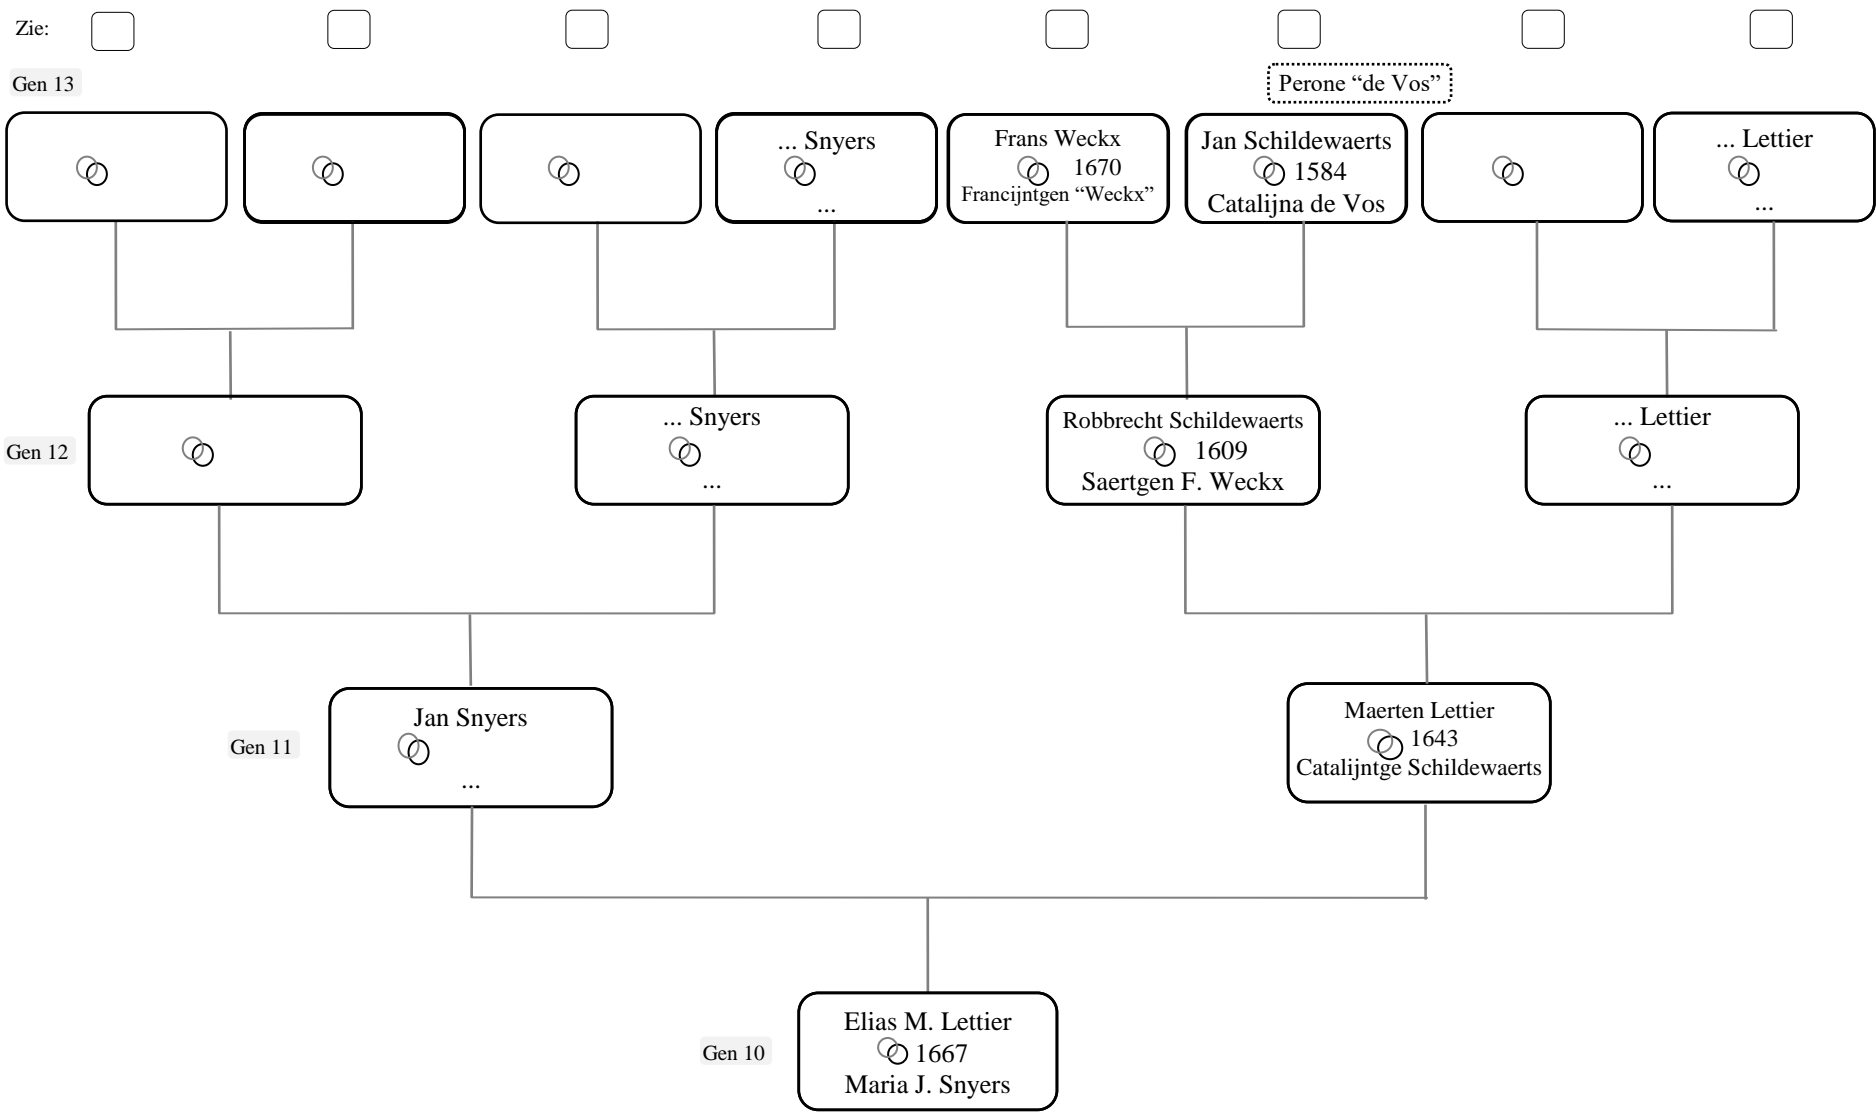 Zie:
Gen 13
Perone “de Vos”
... Snyers
...
Frans Weckx
1670
Francijntgen “Weckx”
Jan Schildewaerts
1584
Catalijna de Vos
... Lettier
...
Gen 12
... Snyers
...
Robbrecht Schildewaerts
1609
Saertgen F. Weckx
... Lettier
...
Gen 11
Jan Snyers
...
Maerten Lettier
1643
Catalijntge Schildewaerts
Gen 10
Elias M. Lettier
1667
Maria J. Snyers